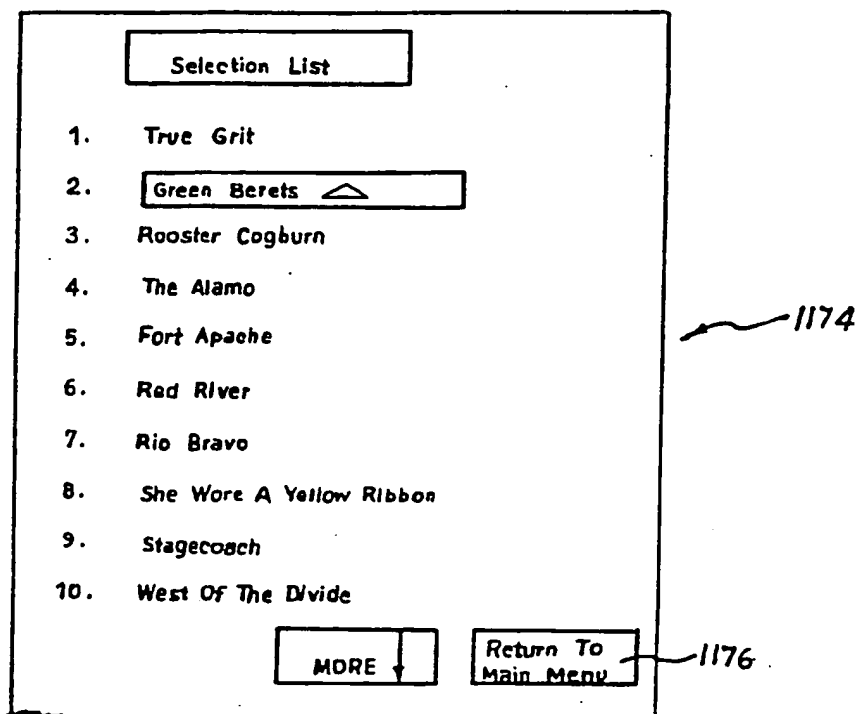 Selection List
1. True Grit
2. Green Berets
3. Rooster Cogburn
4. The Alamo
5. Fort Apache
6. Red River
7. Rio Bravo
8. She Wore A Yellow Ribbon
9. Stagecoach
10. West Of The Divide
MORE
Return To
Main Menu
1174
1176